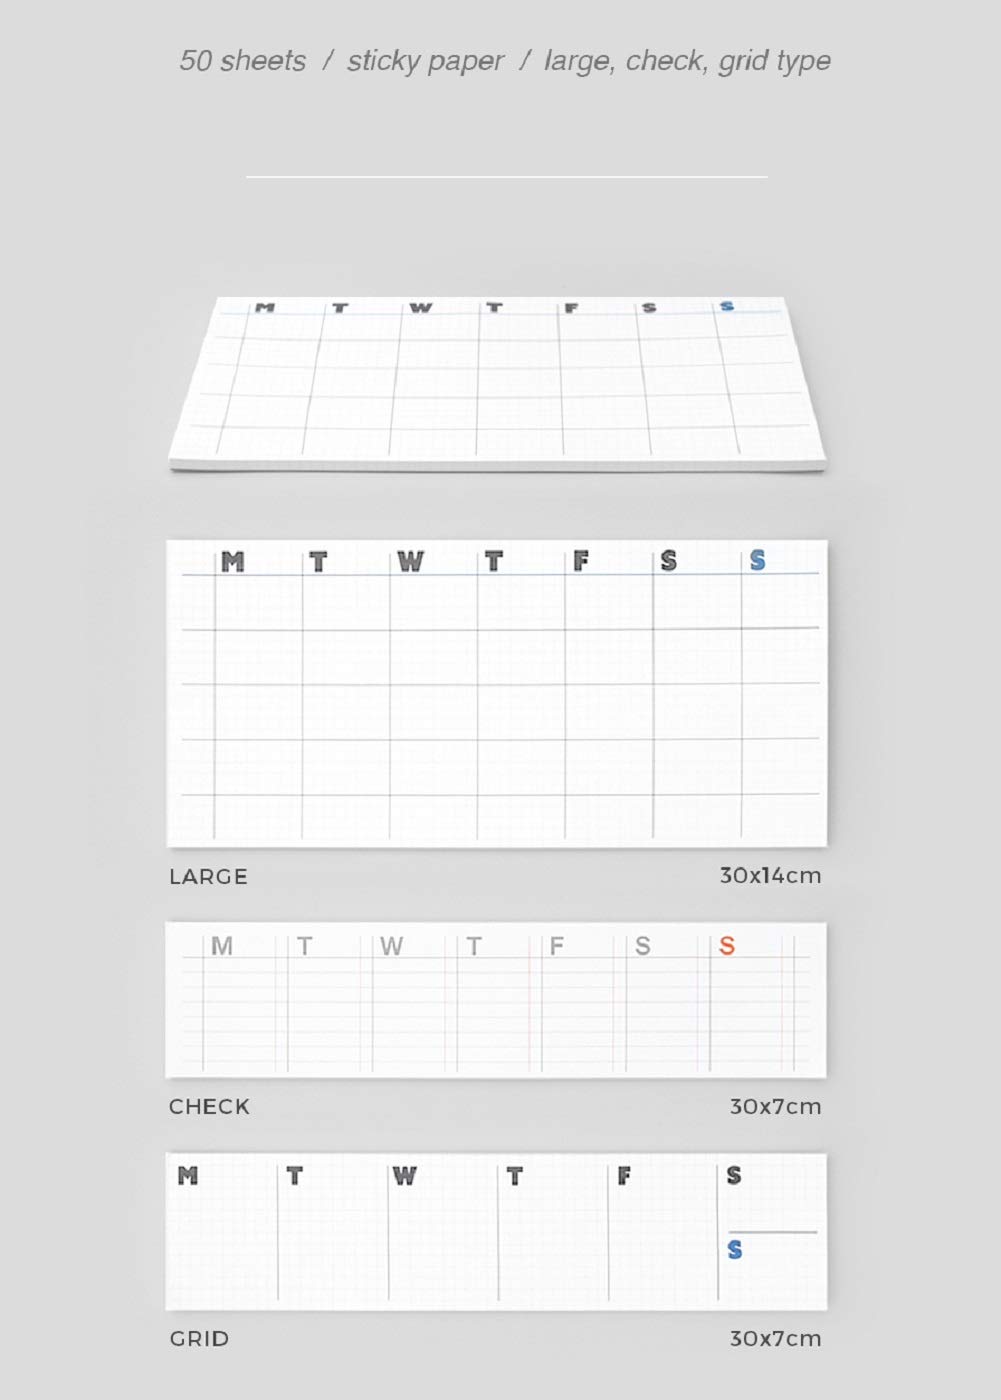 50 sheets / sticky paper / large, check, grid type
M T W T F S S
M T W T F S S
LARGE 30x14cm
M T W T F S S
CHECK 30x7cm
M T W T F S
S
GRID 30x7cm